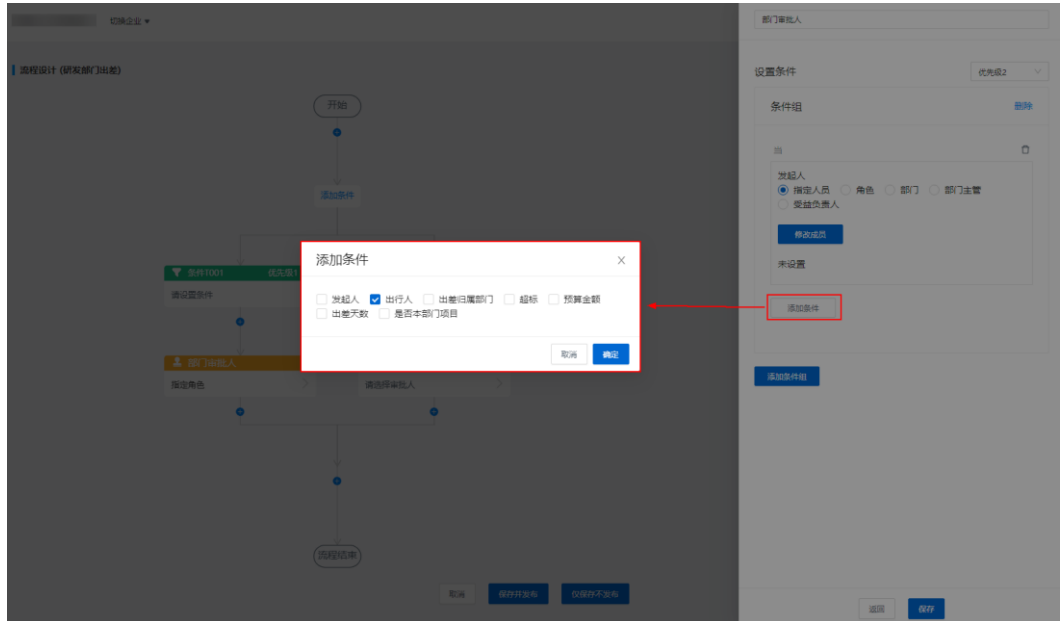 切换企业
部门审批人
流程设计 (研发部门出差)
设置条件
优先级2
开始
条件组
删除
当
发起人
指定人员 角色 部门 部门主管
受益负责人
添加条件
修改成员
未设置
添加条件
条件T001 优先级1
请设置条件
发起人 出行人 出差归属部门 超标 预算金额
出差天数 是否本部门项目
添加条件
取消 确定
部门审批人
指定角色
请选择审批人
添加条件组
流程结束
取消 保存并发布 仅保存不发布
返回 保存